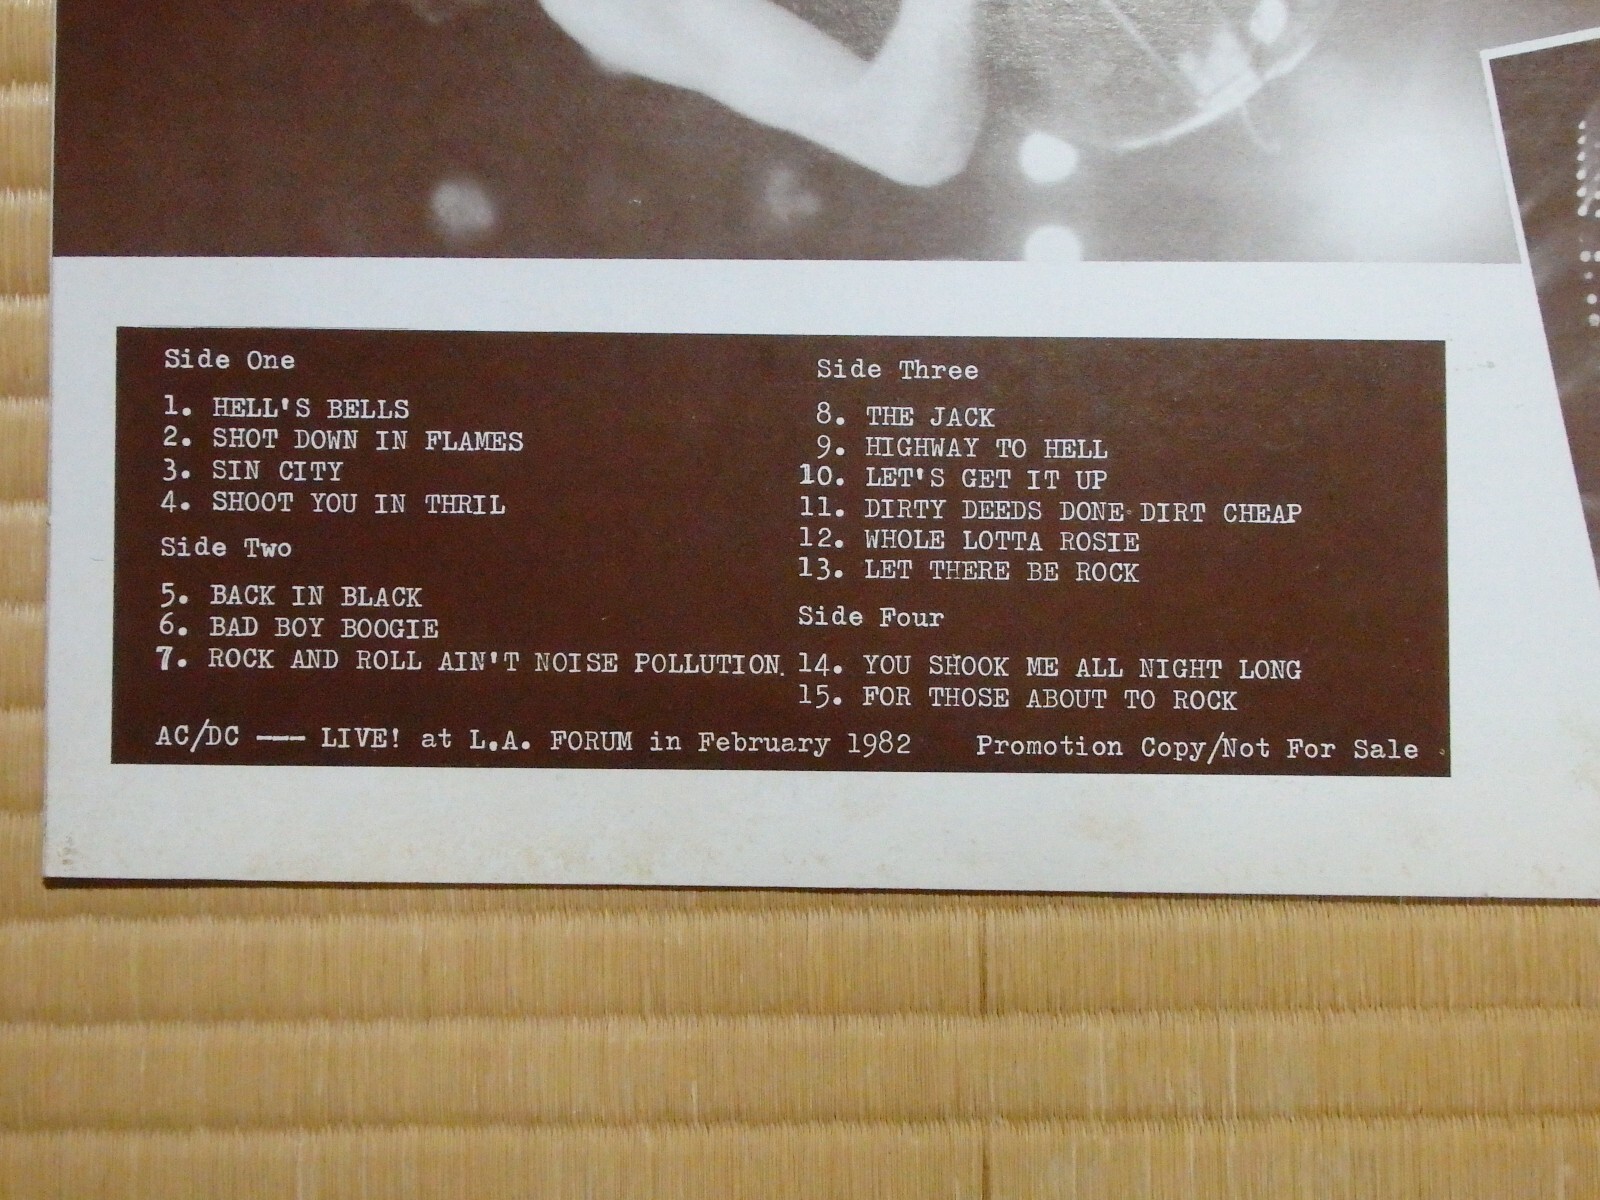 Side One
1. HELL'S BELLS
2. SHOT DOWN IN FLAMES
3. SIN CITY
4. SHOOT YOU IN THRIL
Side Two
5. BACK IN BLACK
6. BAD BOY BOOGIE
7. ROCK AND ROLL AIN'T NOISE POLLUTION.
Side Three
8. THE JACK
9. HIGHWAY TO HELL
10. LET'S GET IT UP
11. DIRTY DEEDS DONE DIRT CHEAP
12. WHOLE LOTTA ROSIE
13. LET THERE BE ROCK
Side Four
14. YOU SHOOK ME ALL NIGHT LONG
15. FOR THOSE ABOUT TO ROCK
AC/DC --- LIVE! at L.A. FORUM in February 1982 Promotion Copy/Not For Sale